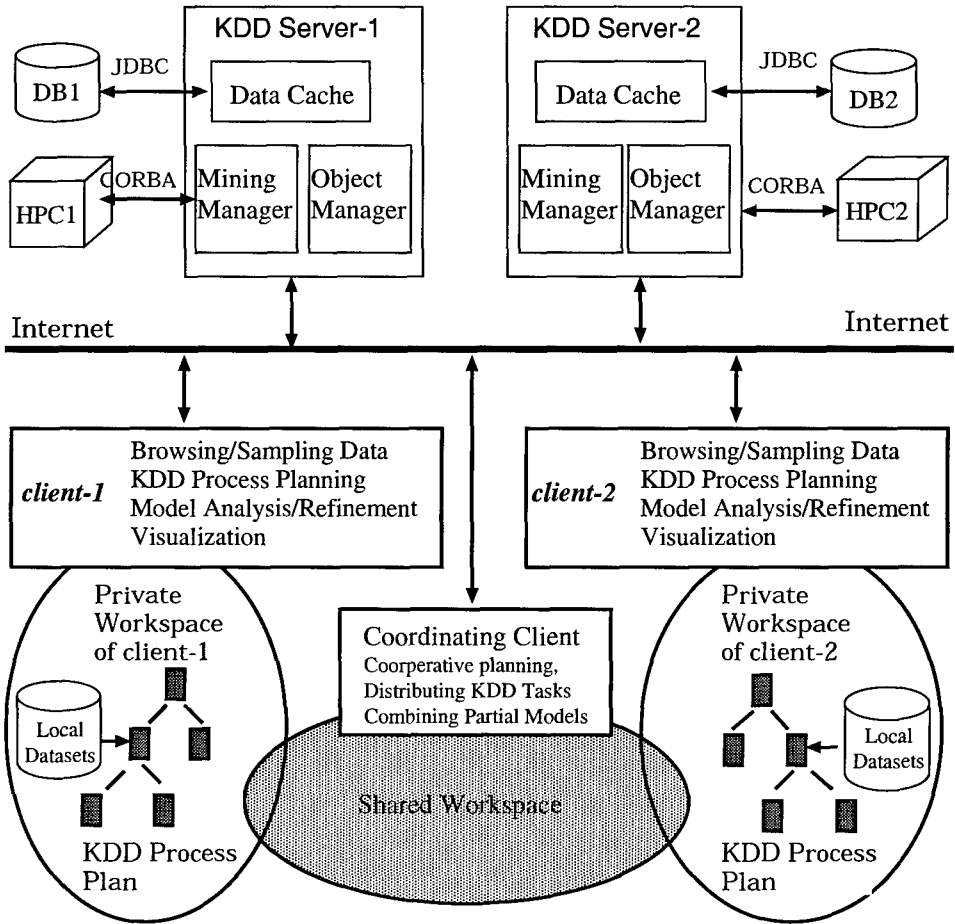 KDD Server-1
KDD Server-2
DB1
JDBC
Data Cache
Data Cache
JDBC
DB2
HPC1
CORBA
Mining
Manager
Object
Manager
Mining
Manager
Object
Manager
CORBA
HPC2
Internet
Internet
client-1
Browsing/Sampling Data
KDD Process Planning
Model Analysis/Refinement
Visualization
client-2
Browsing/Sampling Data
KDD Process Planning
Model Analysis/Refinement
Visualization
Private
Workspace
of client-1
Local
Datasets
KDD Process
Plan
Coordinating Client
Coorperative planning,
Distributing KDD Tasks
Combining Partial Models
Shared Workspace
Private
Workspace
of client-2
Local
Datasets
KDD Process
Plan